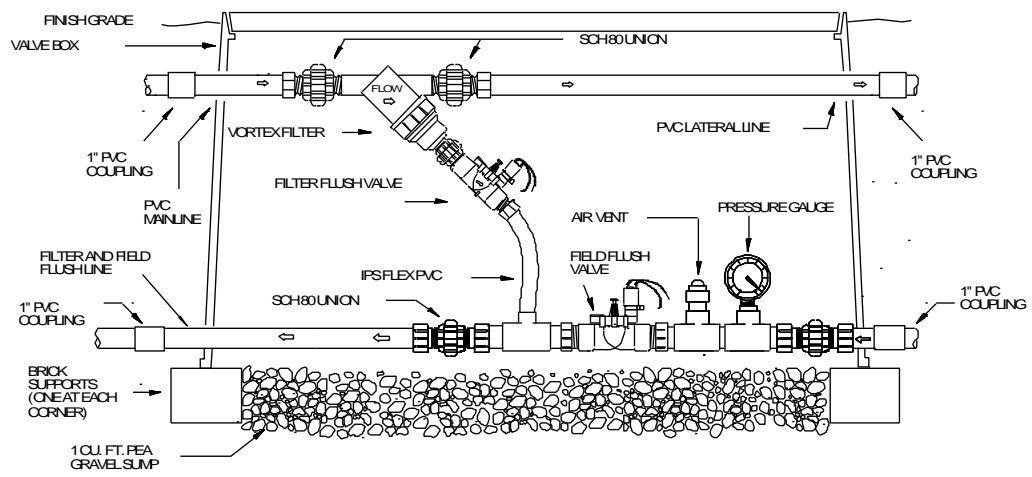 FINISH GRADE
VALVE BOX
SCH 80 UNION
FLOW
VORTEX FILTER
PVC LATERAL LINE
1" PVC
COUPLING
1" PVC
COUPLING
FILTER FLUSH VALVE
PVC
MAINLINE
AIR VENT
PRESSURE GAUGE
FILTER AND FIELD
FLUSH LINE
IPS FLEX PVC
FIELD FLUSH
VALVE
SCH 80 UNION
1" PVC
COUPLING
1" PVC
COUPLING
BRICK
SUPPORTS
(ONE AT EACH
CORNER)
1 CU. FT. PEA
GRAVEL SUMP